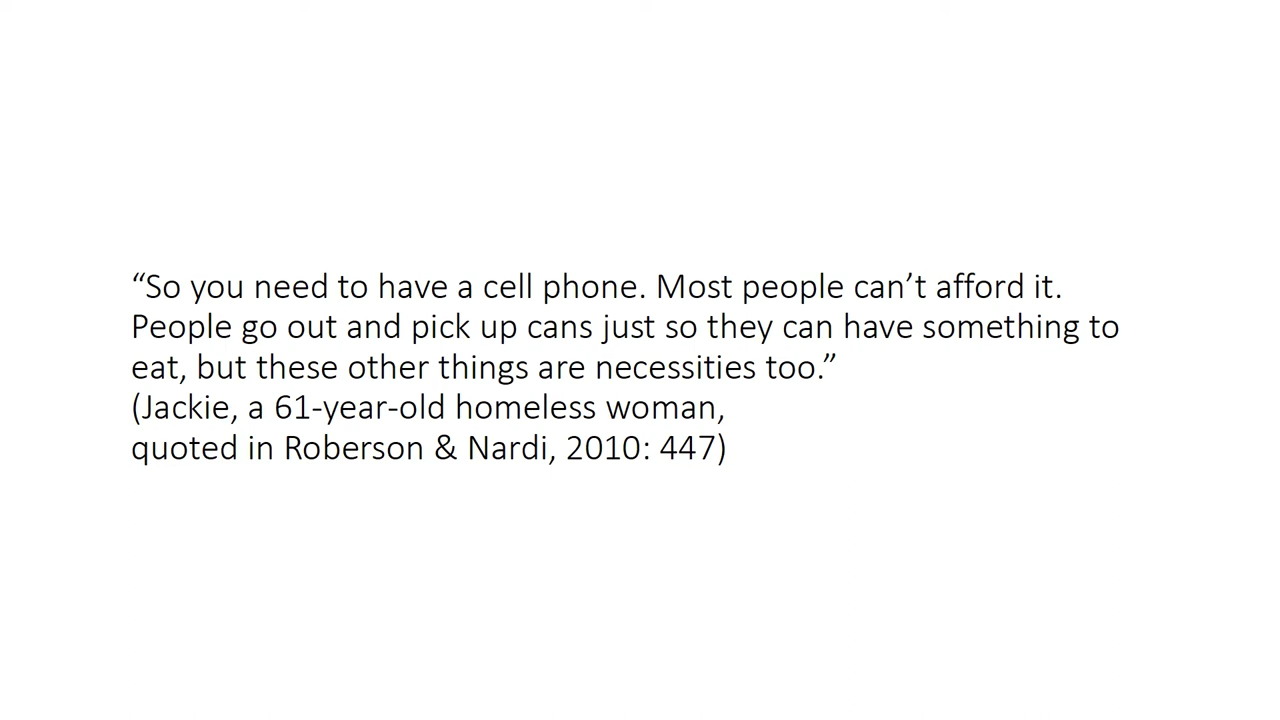 “So you need to have a cell phone. Most people can’t afford it.
People go out and pick up cans just so they can have something to
eat, but these other things are necessities too.”
(Jackie, a 61-year-old homeless woman,
quoted in Roberson & Nardi, 2010: 447)